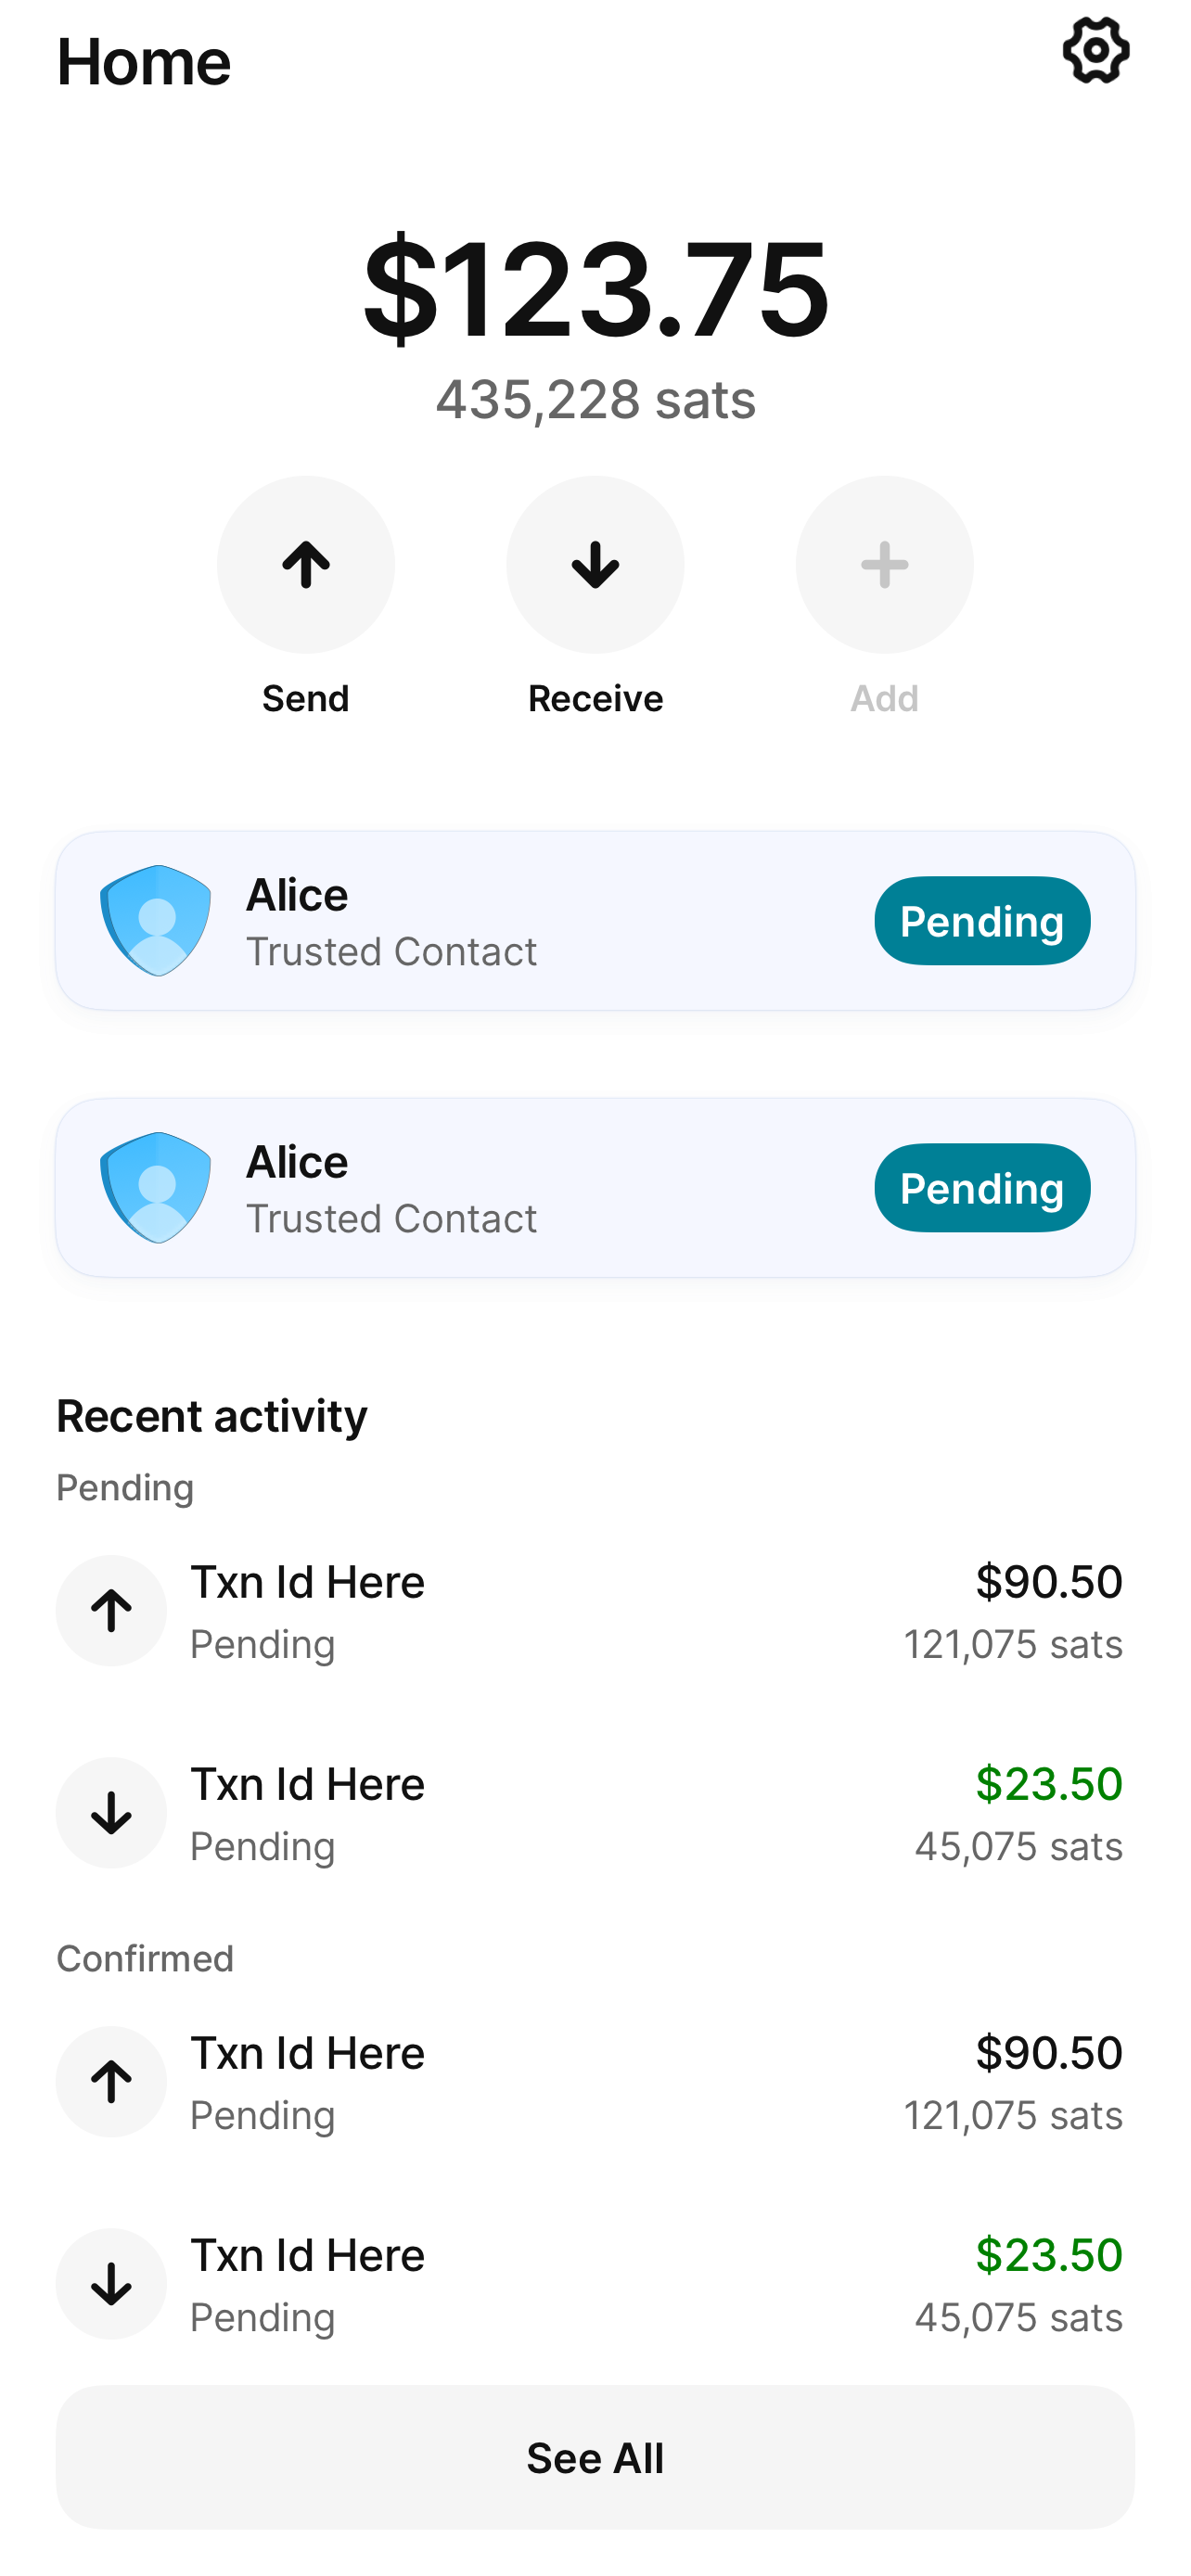 Home
$123.75
435,228 sats
Send Receive Add
Alice
Trusted Contact
Pending
Alice
Trusted Contact
Pending
Recent activity
Pending
Txn Id Here $90.50
Pending 121,075 sats
Txn Id Here $23.50
Pending 45,075 sats
Confirmed
Txn Id Here $90.50
Pending 121,075 sats
Txn Id Here $23.50
Pending 45,075 sats
See All